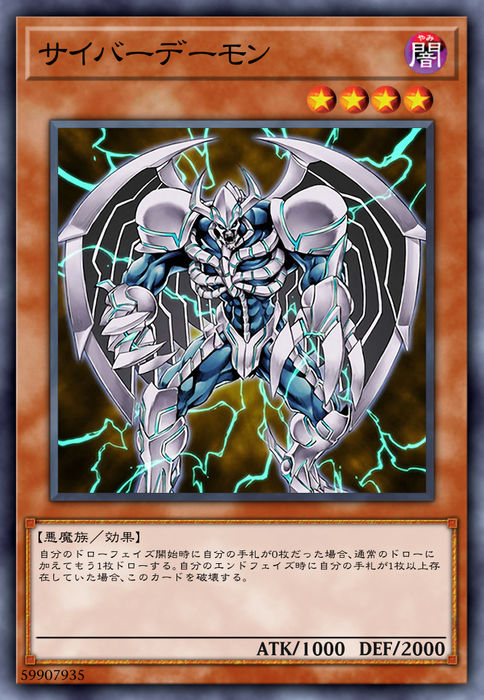 サイバーデーモン
やみ
闇
【悪魔族／効果】
自分のドローフェイズ開始時に自分の手札が0枚だった場合、通常のドローに
加えてもう1枚ドローする。自分のエンドフェイズ時に自分の手札が1枚以上存
在していた場合、このカードを破壊する。
ATK/1000 DEF/2000
59907935